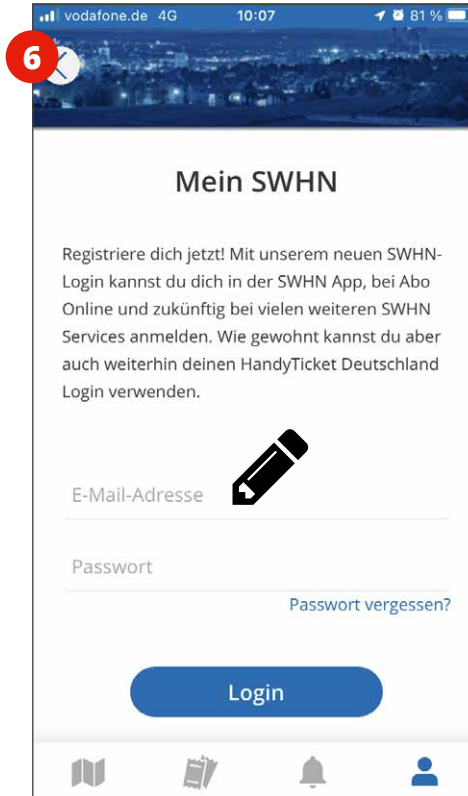 vodafone.de 4G 10:07 81 %
6
Mein SWHN
Registriere dich jetzt! Mit unserem neuen SWHN-
Login kannst du dich in der SWHN App, bei Abo
Online und zukünftig bei vielen weiteren SWHN
Services anmelden. Wie gewohnt kannst du aber
auch weiterhin deinen HandyTicket Deutschland
Login verwenden.
E-Mail-Adresse
Passwort
Passwort vergessen?
Login